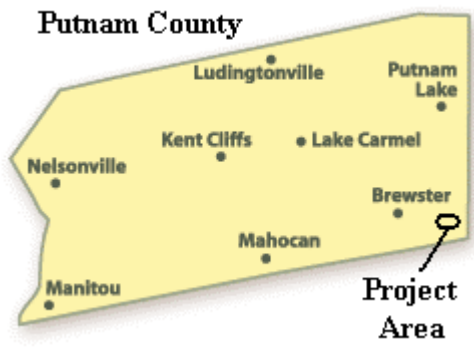 Putnam County
Ludingtonville
Putnam
Lake
Kent Cliffs
Lake Carmel
Nelsonville
Brewster
Mahocan
Manitou
Project
Area